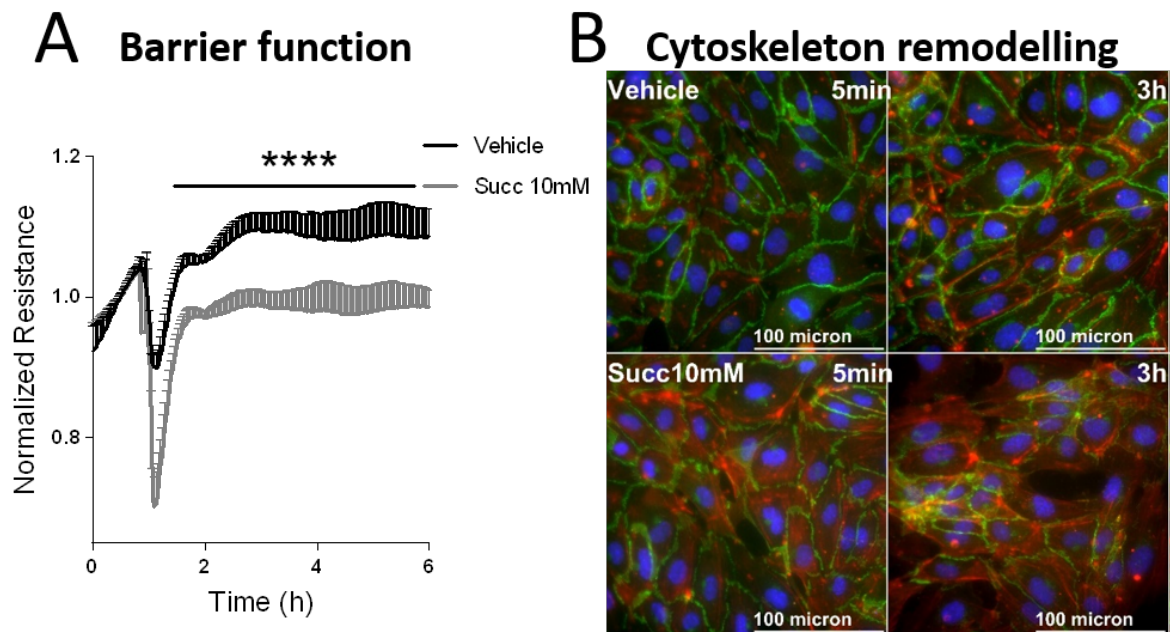 A Barrier function
****
Vehicle
Succ 10mM
1.2
1.0
0.8
Normalized Resistance
0 2 4 6
Time (h)
B Cytoskeleton remodelling
Vehicle 5min
100 micron
3h
100 micron
Succ10mM 5min
100 micron
3h
100 micron